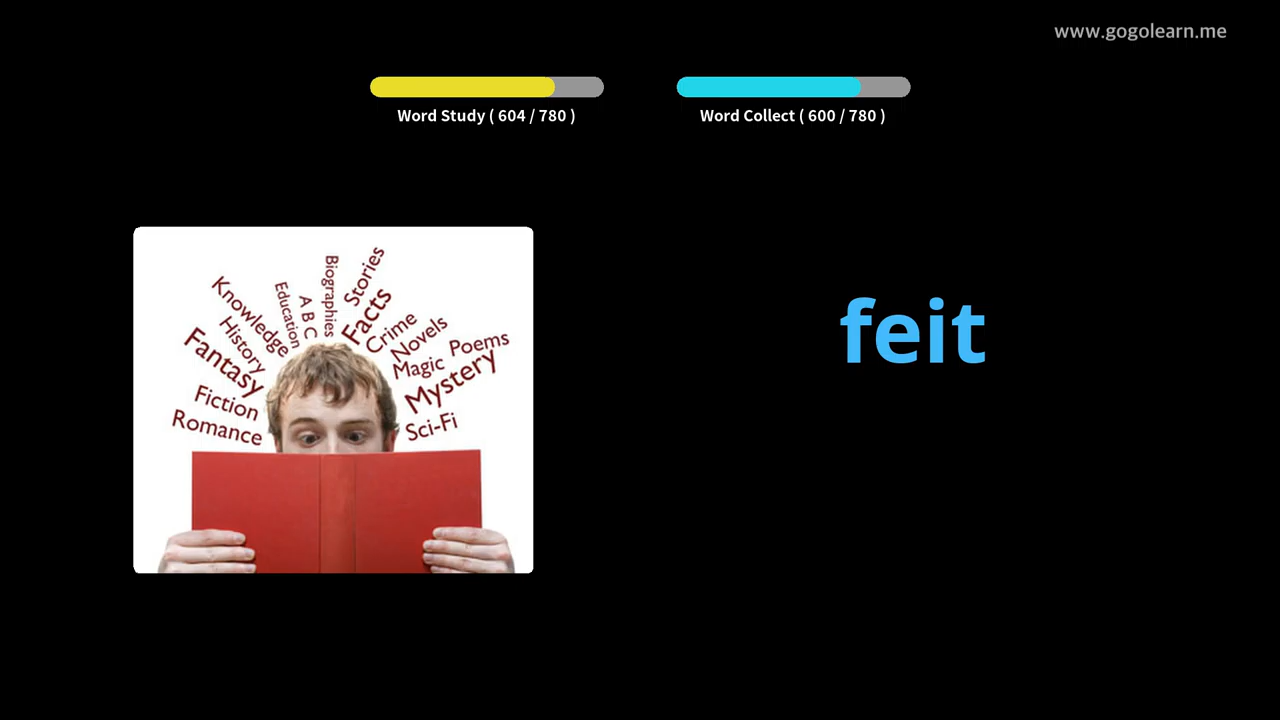 www.gogolearn.me
Word Study ( 604 / 780 )
Word Collect ( 600 / 780 )
feit
Biographies
Stories
Education
A B C
Facts
Knowledge
Crime
History
Novels
Poems
Fantasy
Magic
Mystery
Fiction
Romance
Sci-Fi